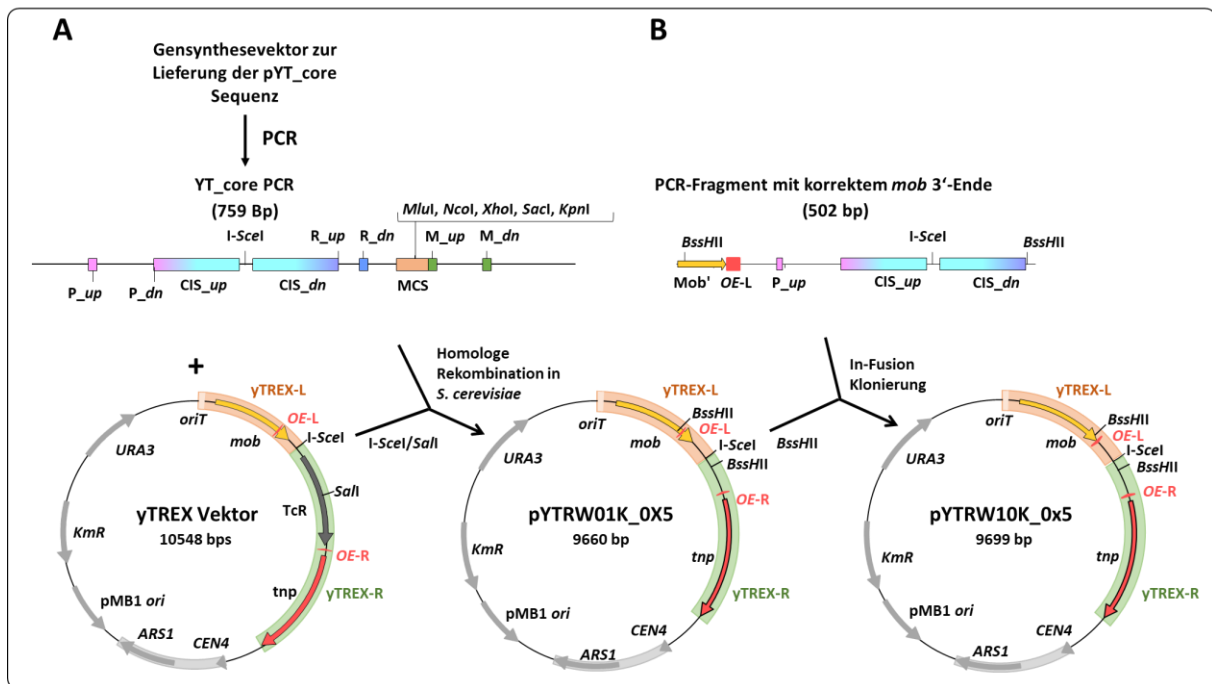 A
Gensynthesevektor zur
Lieferung der pYT_core
Sequenz
PCR
YT_core PCR
(759 Bp)
MluI, NcoI, XhoI, SacI, KpnI
I-SceI
R_up
R_dn
M_up
M_dn
P_up
P_dn
CIS_up
CIS_dn
MCS
B
PCR-Fragment mit korrektem mob 3‘-Ende
(502 bp)
BssHII
I-SceI
BssHII
Mob'
OE-L
P_up
CIS_up
CIS_dn
+
yTREX-L
oriT
OE-L
mob
I-SceI
URA3
SalI
TcR
yTREX Vektor
10548 bps
KmR
OE-R
tnp
pMB1 ori
yTREX-R
ARS1
CEN4
Homologe
Rekombination in
S. cerevisiae
I-SceI/SalI
yTREX-L
oriT
BssHII
OE-L
mob
I-SceI
BssHII
URA3
OE-R
pYTRW01K_0X5
9660 bp
KmR
tnp
pMB1 ori
yTREX-R
CEN4
ARS1
In-Fusion
Klonierung
BssHII
yTREX-L
oriT
BssHII
OE-L
mob
I-SceI
BssHII
URA3
OE-R
pYTRW10K_0x5
9699 bp
KmR
tnp
pMB1 ori
yTREX-R
CEN4
ARS1